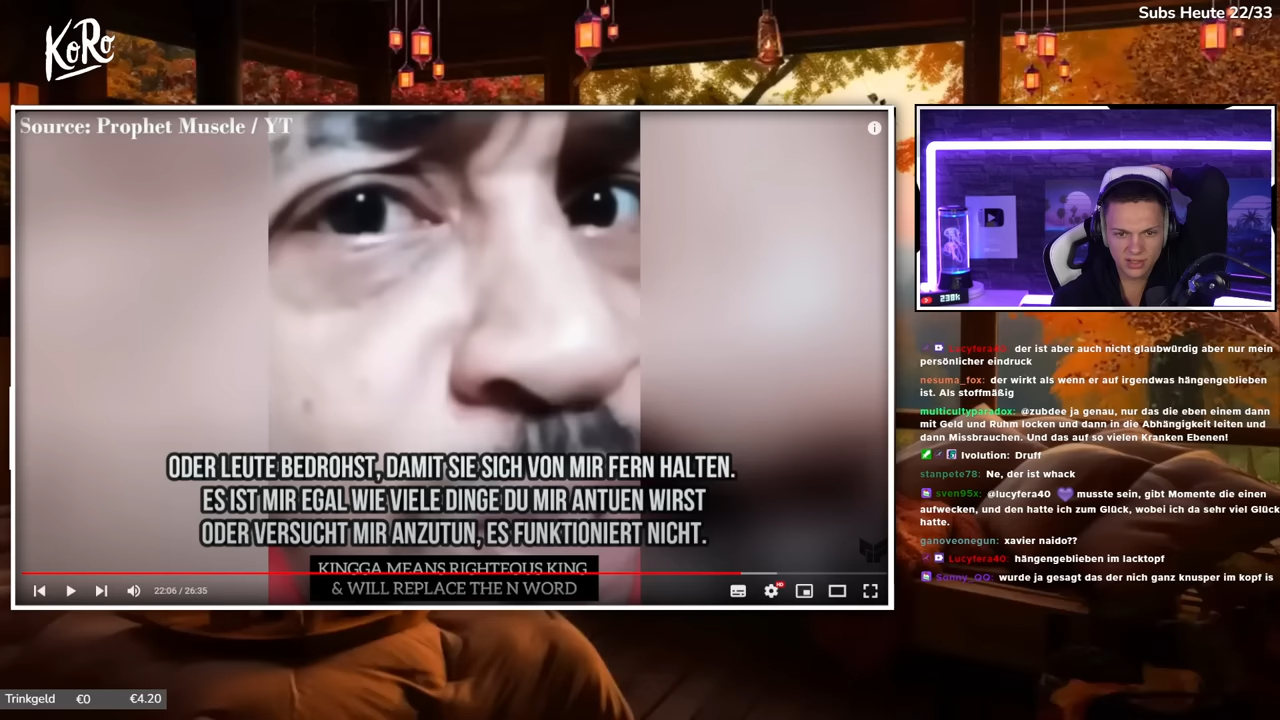 Subs Heute 22/33
KoRo
Source: Prophet Muscle / YT
ODER LEUTE BEDROHST, DAMIT SIE SICH VON MIR FERN HALTEN.
ES IST MIR EGAL WIE VIELE DINGE DU MIR ANTUEN WIRST
ODER VERSUCHT MIR ANZUTUN, ES FUNKTIONIERT NICHT.
KINGGA MEANS RIGHTEOUS KING
& WILL REPLACE THE N WORD
22:06 / 26:35
HD
238k
Lucyfera40: der ist aber auch nicht glaubwürdig aber nur mein
persönlicher eindruck
nesuma_fox: der wirkt als wenn er auf irgendwas hängengeblieben
ist. Als stoffmäßig
multicultyparadox: @zubdee ja genau, nur das die eben einem dann
mit Geld und Ruhm locken und dann in die Abhängigkeit leiten und
dann Missbrauchen. Und das auf so vielen Kranken Ebenen!
Ivolution: Druff
stanpete78: Ne, der ist whack
sven95x: @lucyfera40 musste sein, gibt Momente die einen
aufwecken, und den hatte ich zum Glück, wobei ich da sehr viel Glück
hatte.
ganoveonegun: xavier naido??
Lucyfera40: hängengeblieben im lacktopf
Sunny_QQ: wurde ja gesagt das der nich ganz knusper im kopf is
Trinkgeld €0 €4.20